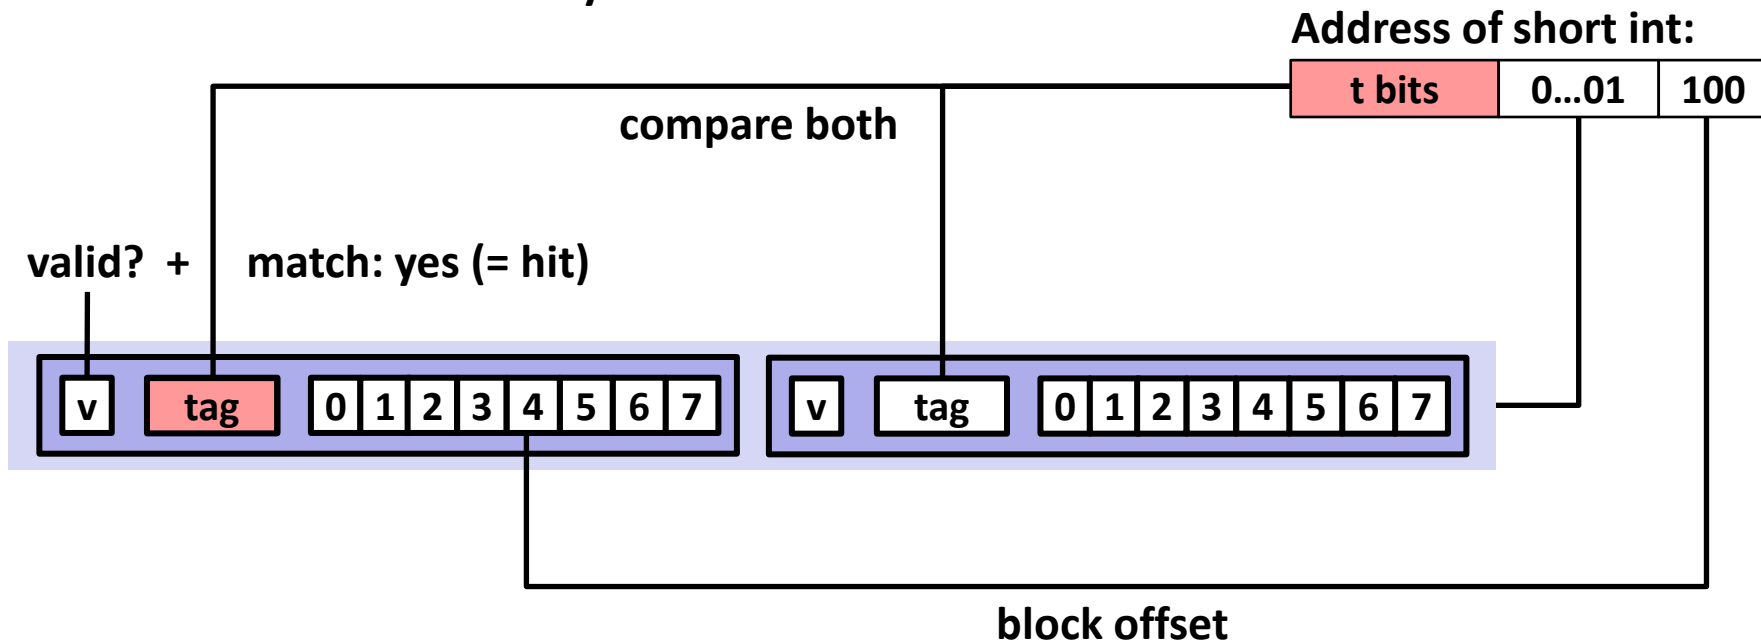 Address of short int:
t bits 0...01 100
compare both
valid? + match: yes (= hit)
v tag 0 1 2 3 4 5 6 7 v tag 0 1 2 3 4 5 6 7
block offset